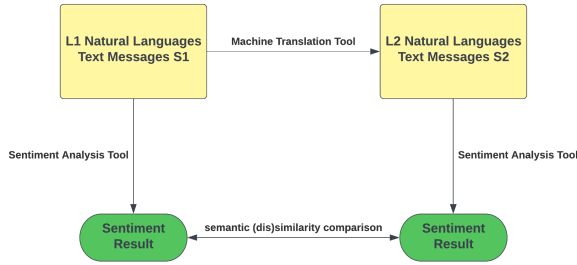 L1 Natural Languages
Text Messages S1
Machine Translation Tool
L2 Natural Languages
Text Messages S2
Sentiment Analysis Tool
Sentiment Analysis Tool
Sentiment
Result
semantic (dis)similarity comparison
Sentiment
Result